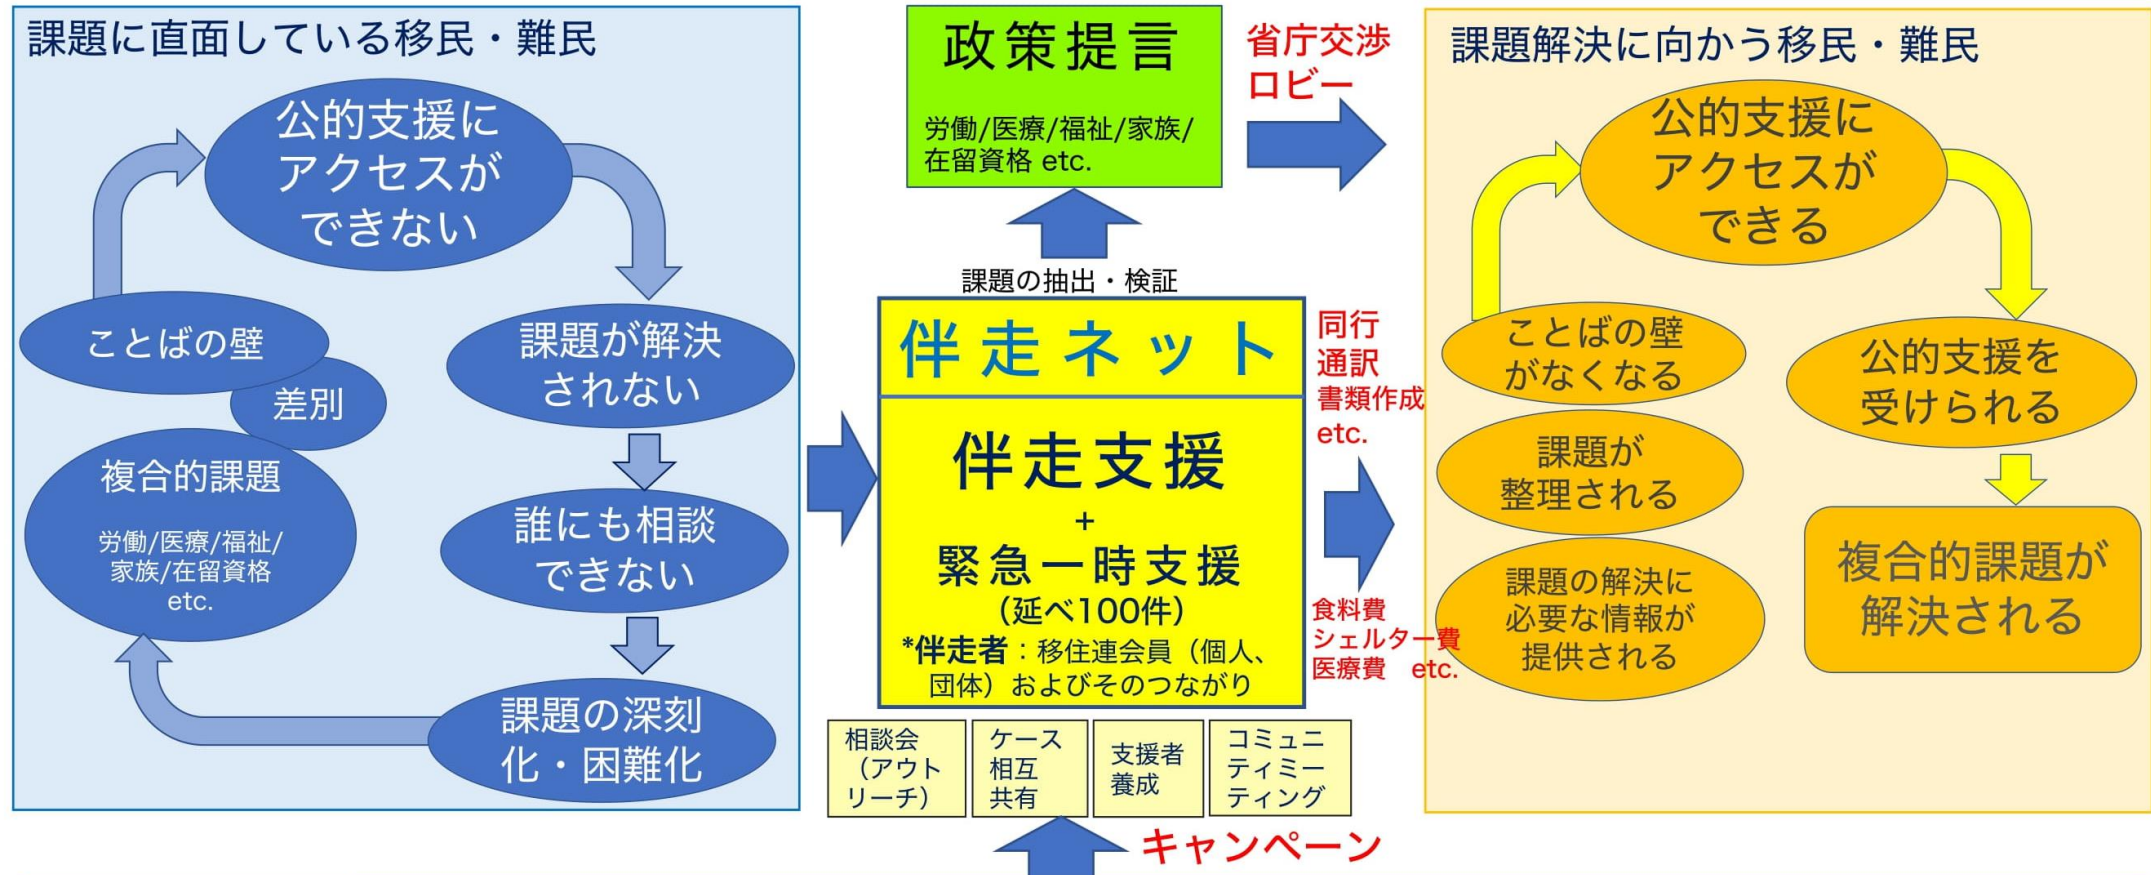 課題に直面している移民・難民
公的支援に
アクセスが
できない
ことばの壁
差別
複合的課題
労働/医療/福祉/
家族/在留資格
etc.
課題が解決
されない
誰にも相談
できない
課題の深刻
化・困難化
政策提言
労働/医療/福祉/家族/
在留資格 etc.
省庁交渉
ロビー
課題の抽出・検証
伴走ネット
伴走支援
+
緊急一時支援
（延べ100件）
*伴走者：移住連会員（個人、
団体）およびそのつながり
同行
通訳
書類作成
etc.
食料費
シェルター費
医療費 etc.
相談会
（アウト
リーチ）
ケース
相互
共有
支援者
養成
コミュニ
ティミー
ティング
キャンペーン
課題解決に向かう移民・難民
公的支援に
アクセスが
できる
ことばの壁
がなくなる
課題が
整理される
課題の解決に
必要な情報が
提供される
公的支援を
受けられる
複合的課題が
解決される